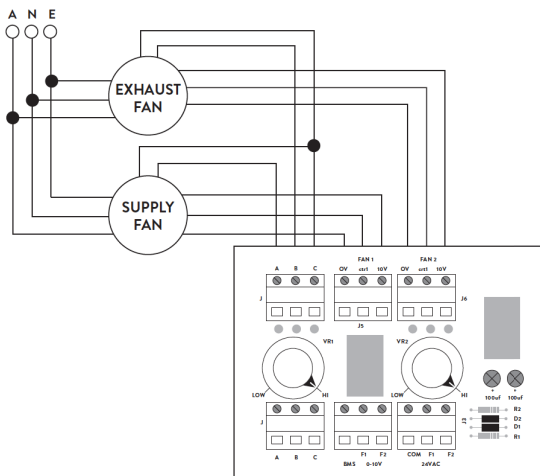 A N E
EXHAUST
FAN
SUPPLY
FAN
FAN 1 FAN 2
A B C 0V ctrl 10V 0V ctrl 10V
J J6
J5
VR1 VR2
LOW HI LOW HI
+ +
100uf 100uf
J J3 R2
D2
D1
R1
A B C F1 F2 COM F1 F2
BMS 0-10V 24VAC